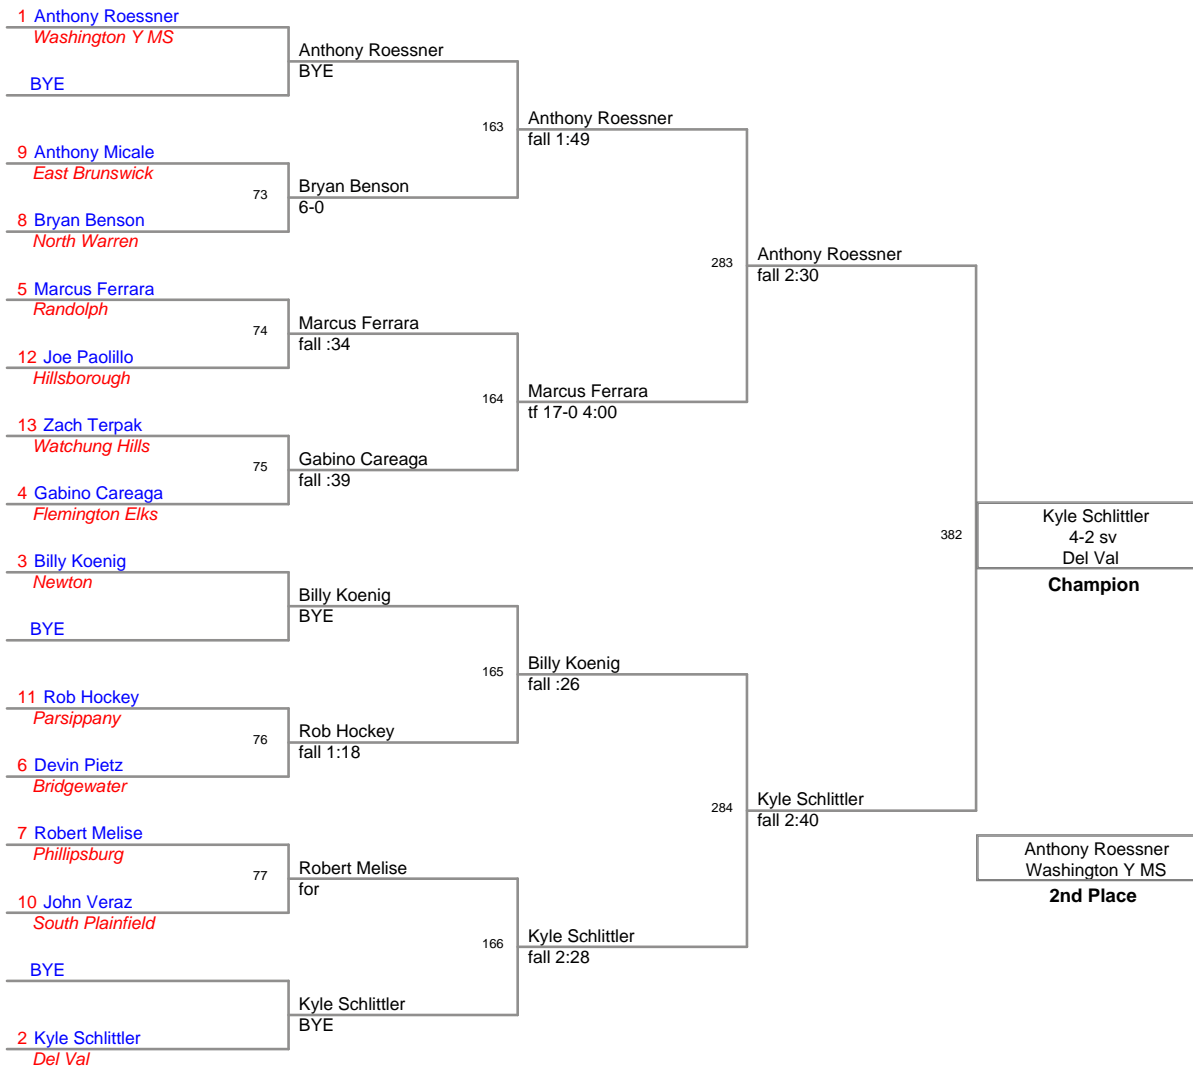 1 Anthony Roessner
Washington Y MS
BYE
9 Anthony Micale
East Brunswick
8 Bryan Benson
North Warren
5 Marcus Ferrara
Randolph
12 Joe Paolillo
Hillsborough
13 Zach Terpak
Watchung Hills
4 Gabino Careaga
Flemington Elks
3 Billy Koenig
Newton
BYE
11 Rob Hockey
Parsippany
6 Devin Pietz
Bridgewater
7 Robert Melise
Phillipsburg
10 John Veraz
South Plainfield
BYE
2 Kyle Schlittler
Del Val
Anthony Roessner
BYE
73
Bryan Benson
6-0
74
Marcus Ferrara
fall :34
75
Gabino Careaga
fall :39
Billy Koenig
BYE
76
Rob Hockey
fall 1:18
77
Robert Melise
for
Kyle Schlittler
BYE
163
Anthony Roessner
fall 1:49
164
Marcus Ferrara
tf 17-0 4:00
165
Billy Koenig
fall :26
166
Kyle Schlittler
fall 2:28
283
Anthony Roessner
fall 2:30
284
Kyle Schlittler
fall 2:40
382
Kyle Schlittler
4-2 sv
Del Val
Champion
Anthony Roessner
Washington Y MS
2nd Place